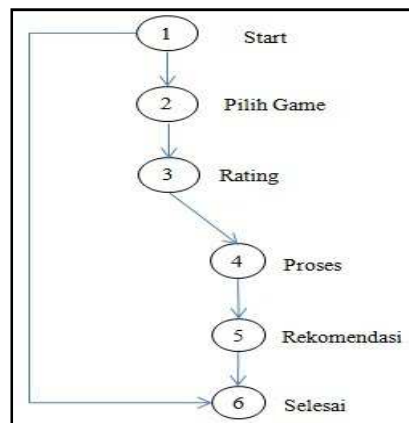 1 Start
2 Pilih Game
3 Rating
4 Proses
5 Rekomendasi
6 Selesai